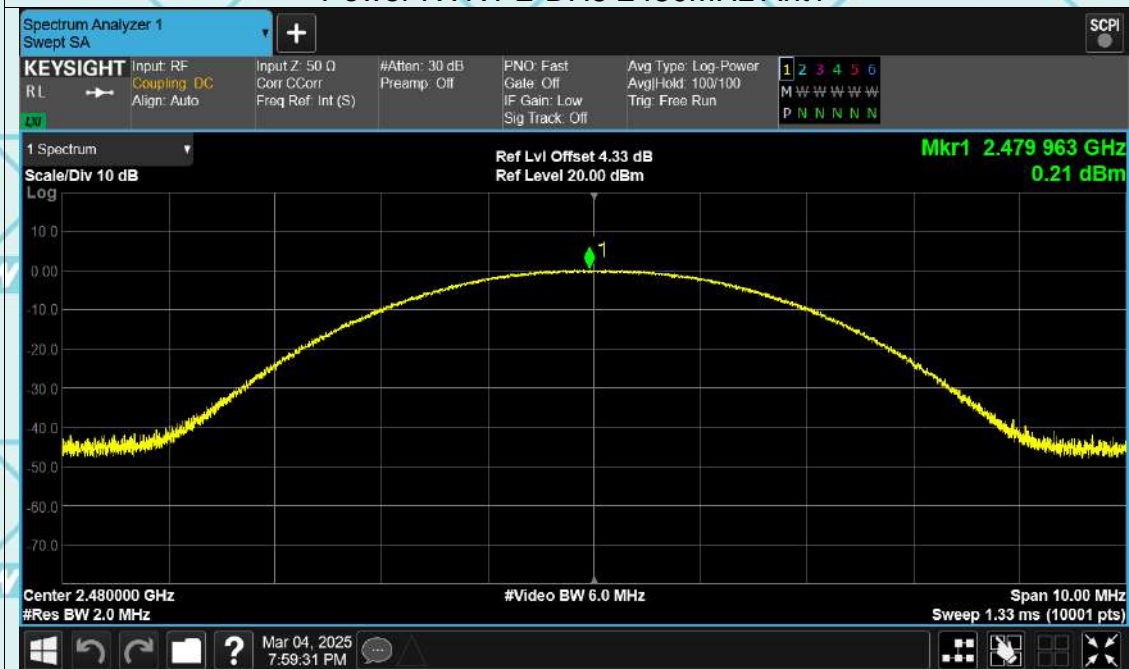 Spectrum Analyzer 1
Swept SA
+
SCPI
KEYSIGHT
RL
LXI
Input: RF
Coupling: DC
Align: Auto
Input Z: 50 Ω
Corr CCorr
Freq Ref: Int (S)
#Atten: 30 dB
Preamp: Off
PNO: Fast
Gate: Off
IF Gain: Low
Sig Track: Off
Avg Type: Log-Power
Avg|Hold: 100/100
Trig: Free Run
1 2 3 4 5 6
M W W W W W
P N N N N N
1 Spectrum
Scale/Div 10 dB
Log
Ref Lvl Offset 4.33 dB
Ref Level 20.00 dBm
Mkr1 2.479 963 GHz
0.21 dBm
1
10.0
0.00
-10.0
-20.0
-30.0
-40.0
-50.0
-60.0
-70.0
Center 2.480000 GHz
#Res BW 2.0 MHz
#Video BW 6.0 MHz
Span 10.00 MHz
Sweep 1.33 ms (10001 pts)
?
Mar 04, 2025
7:59:31 PM